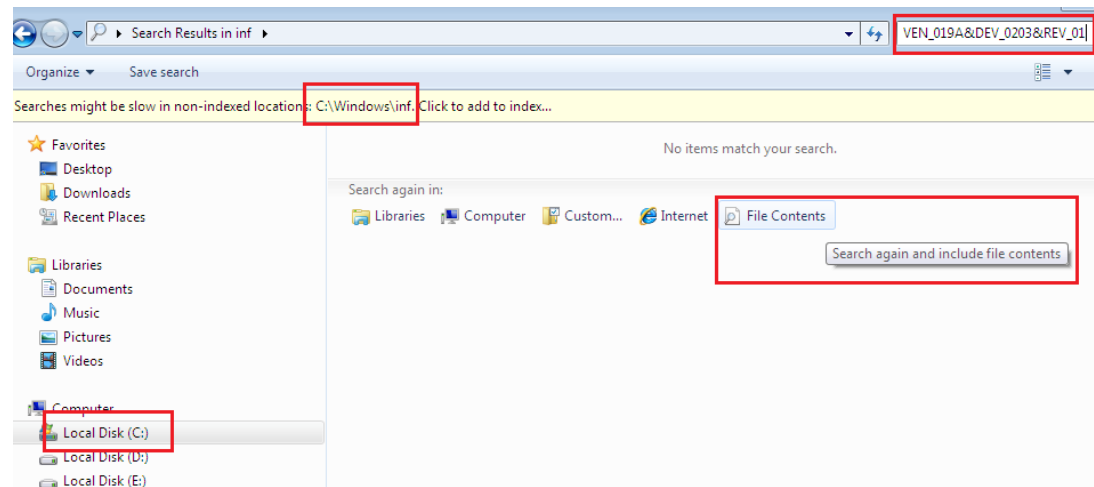 Search Results in inf
VEN_019A&DEV_0203&REV_01
Organize
Save search
Searches might be slow in non-indexed locations: C:\Windows\inf. Click to add to index...
Favorites
Desktop
Downloads
Recent Places
Libraries
Documents
Music
Pictures
Videos
Computer
Local Disk (C:)
Local Disk (D:)
Local Disk (E:)
No items match your search.
Search again in:
Libraries Computer Custom... Internet File Contents
Search again and include file contents